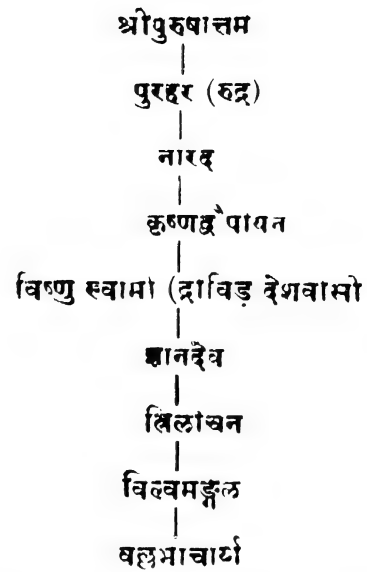 श्रीपुरुषोत्तम
पुरहर (रुद्र)
नारद
कृष्णद्वैपायन
विष्णु स्वामी (द्राविड़ देशवासी
ज्ञानदेव
त्रिलोचन
विल्वमङ्गल
वल्लभाचार्य्य